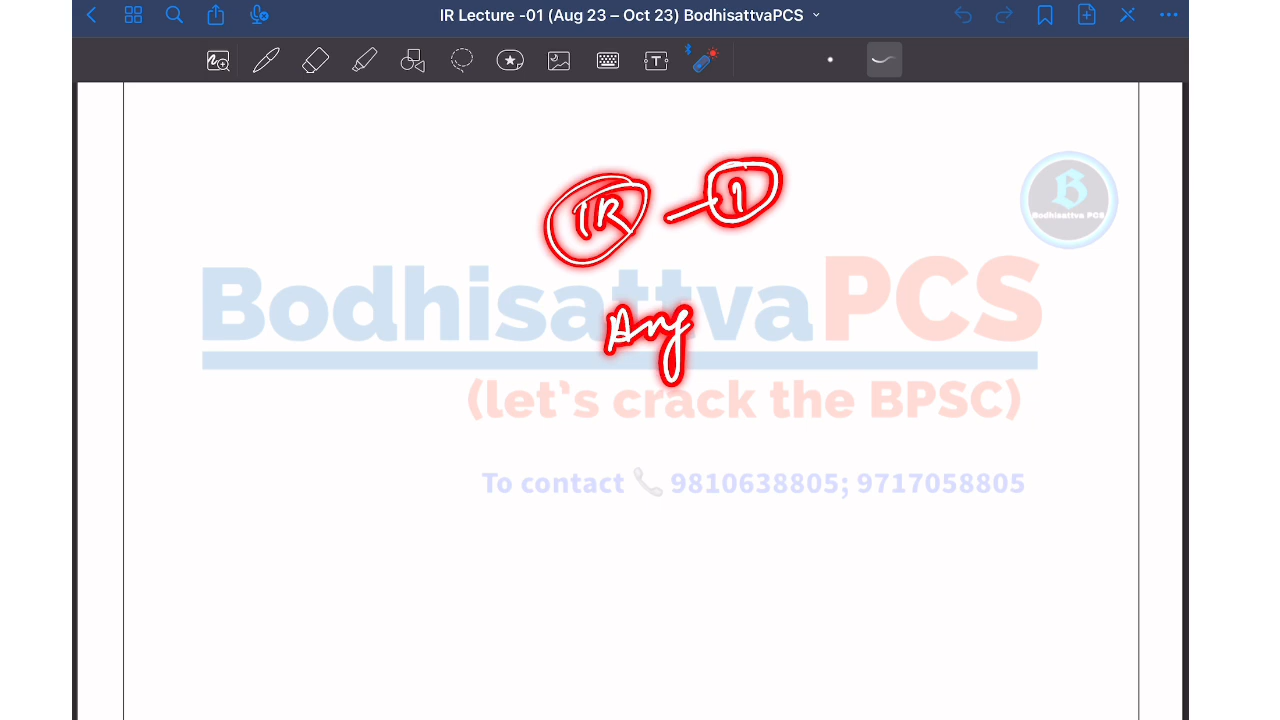 IR Lecture -01 (Aug 23 – Oct 23) BodhisattvaPCS
IR - 1
B
Bodhisattva PCS
BodhisattvaPCS
Aug
(let's crack the BPSC)
To contact 9810638805; 9717058805